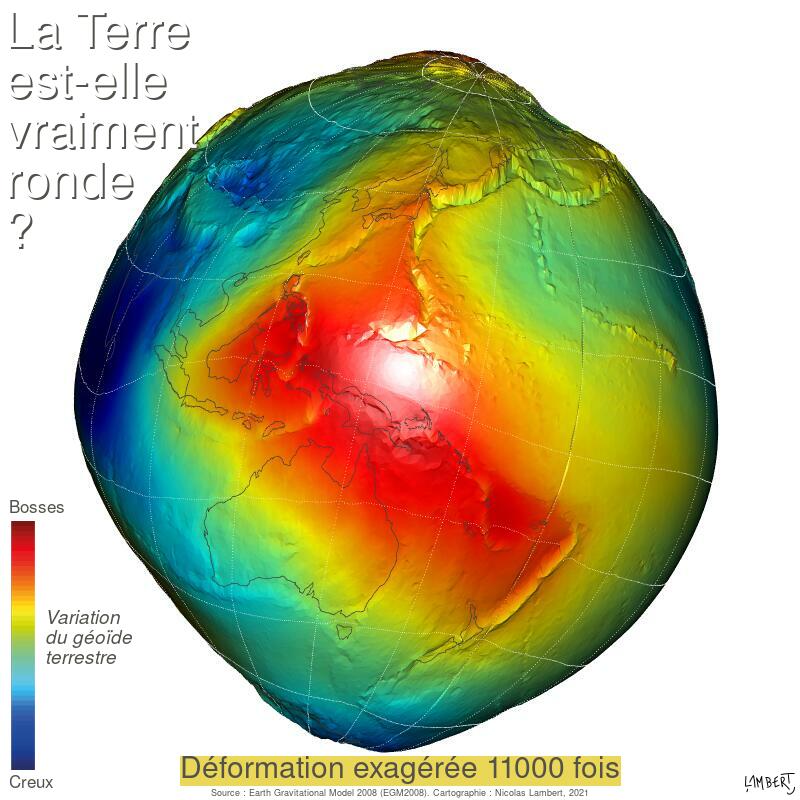 La Terre
est-elle
vraiment
ronde
?
Bosses
Variation
du géoïde
terrestre
Creux
Déformation exagérée 11000 fois
Source : Earth Gravitational Model 2008 (EGM2008). Cartographie : Nicolas Lambert, 2021
LAMBERT